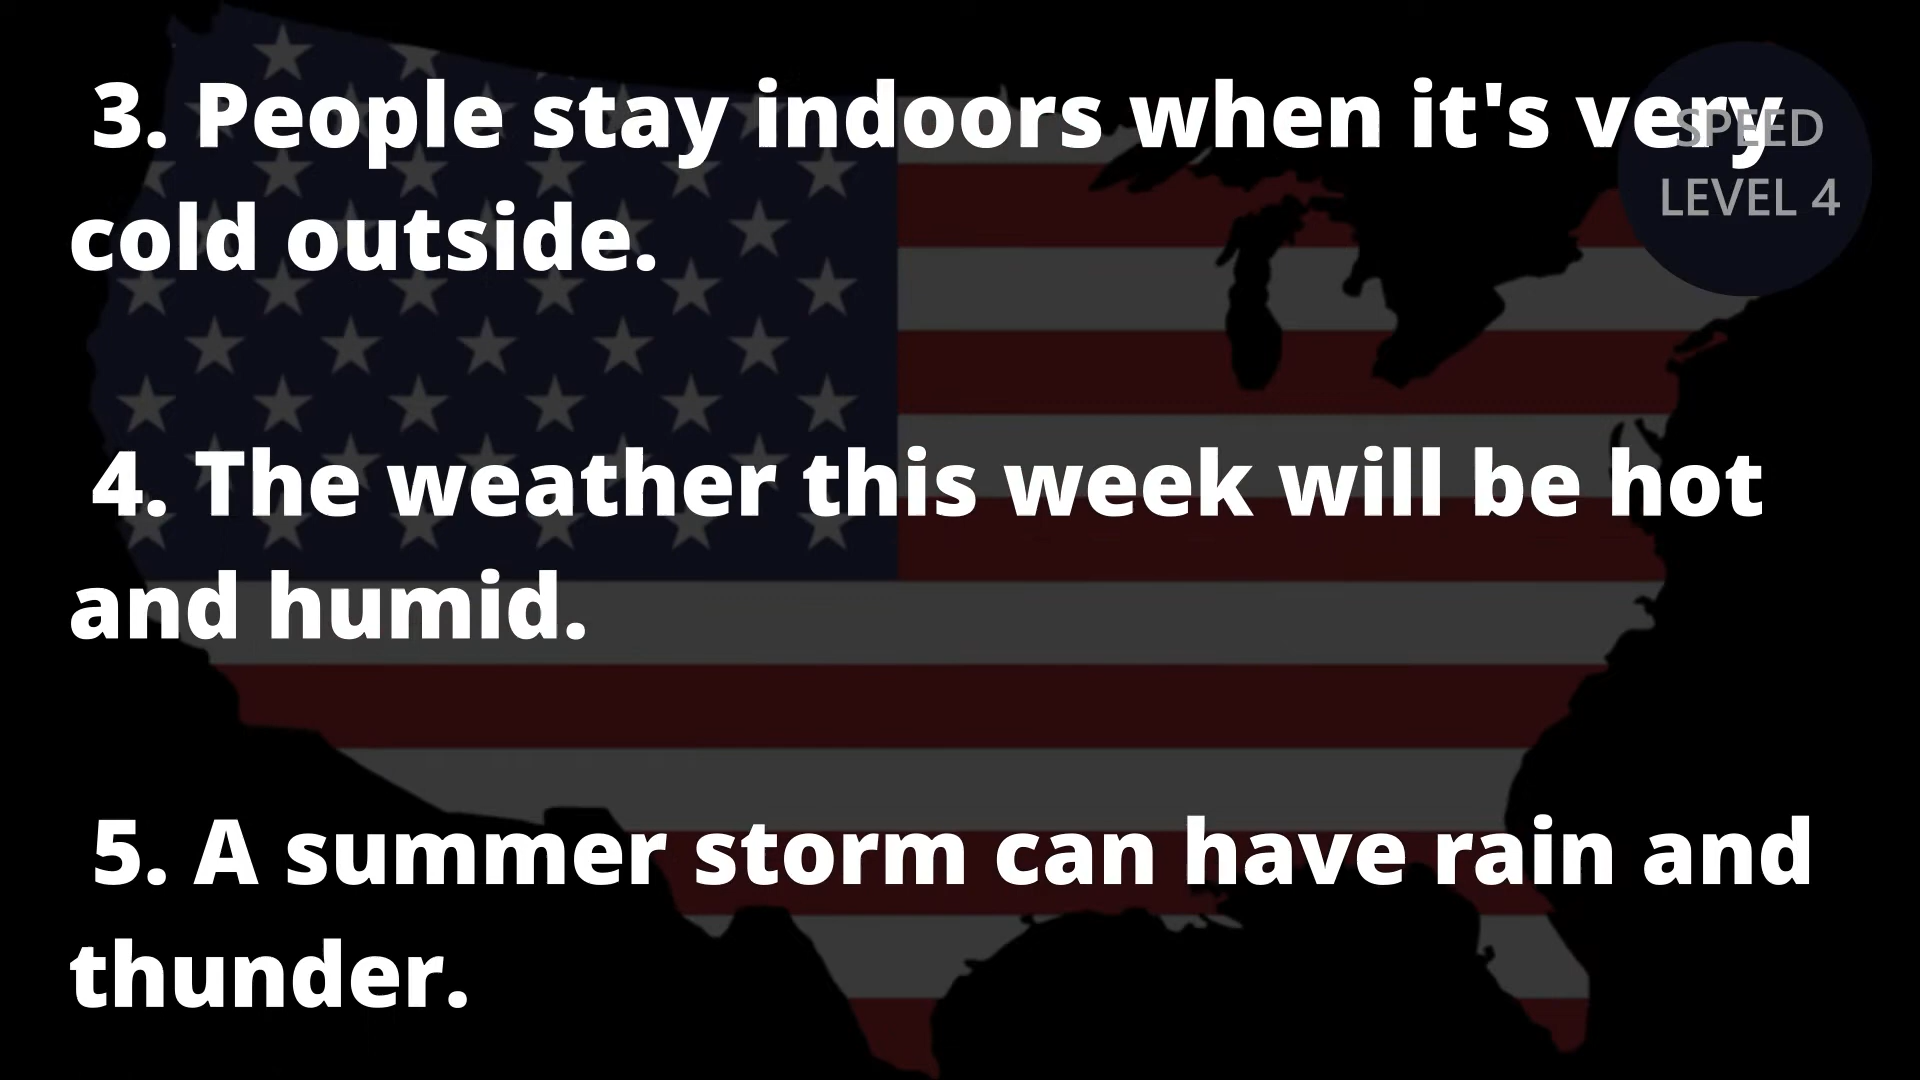 3. People stay indoors when it's very
cold outside.
SPEED
LEVEL 4
4. The weather this week will be hot
and humid.
5. A summer storm can have rain and
thunder.